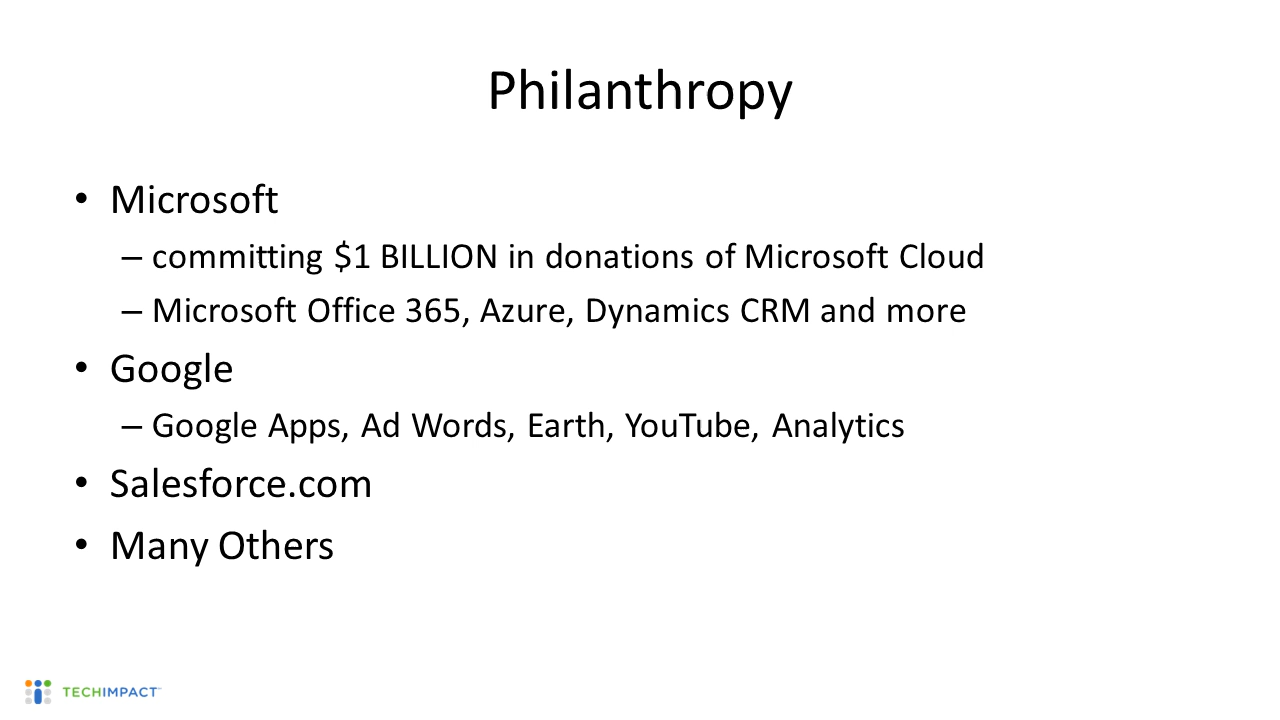 Philanthropy
• Microsoft
– committing $1 BILLION in donations of Microsoft Cloud
– Microsoft Office 365, Azure, Dynamics CRM and more
• Google
– Google Apps, Ad Words, Earth, YouTube, Analytics
• Salesforce.com
• Many Others
TECHIMPACT™